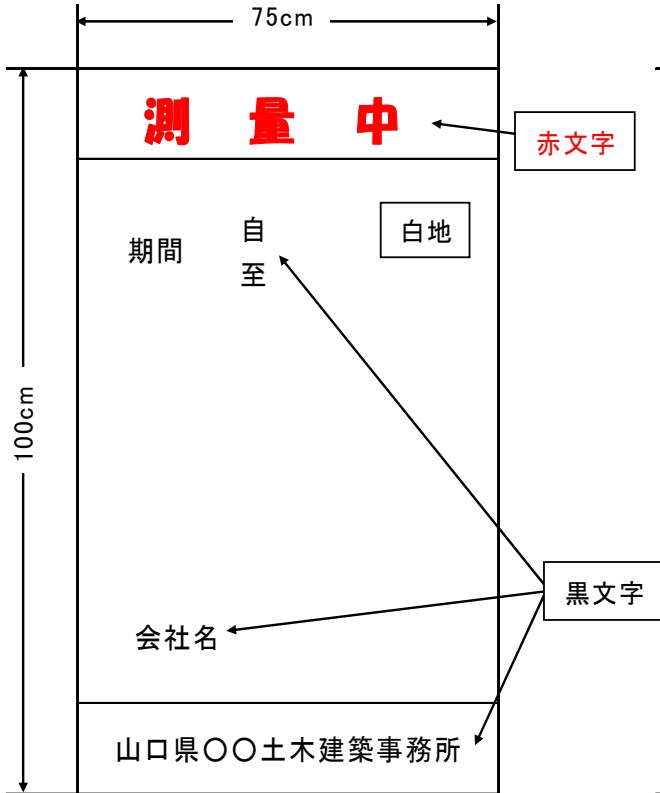 75cm
測 量 中
赤文字
期間
自
至
白地
100cm
黒文字
会社名
山口県〇〇土木建築事務所